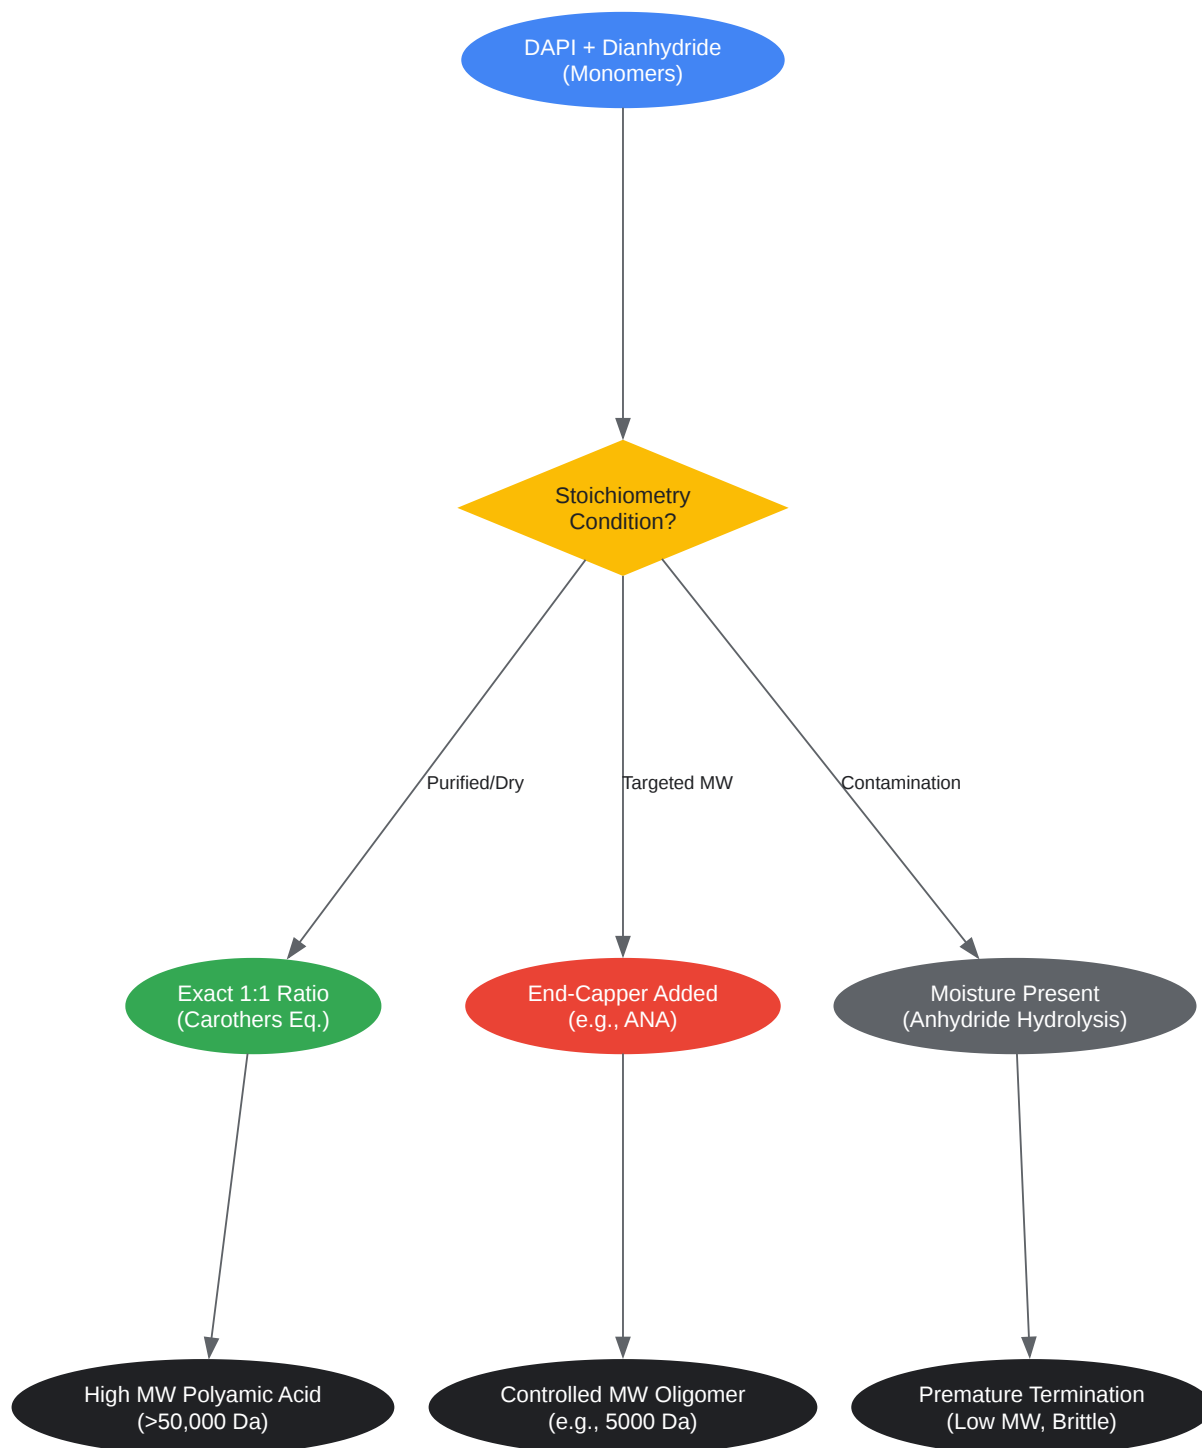 DAPI + Dianhydride
(Monomers)
Stoichiometry
Condition?
Purified/Dry
Targeted MW
Contamination
Exact 1:1 Ratio
(Carothers Eq.)
End-Capper Added
(e.g., ANA)
Moisture Present
(Anhydride Hydrolysis)
High MW Polyamic Acid
(>50,000 Da)
Controlled MW Oligomer
(e.g., 5000 Da)
Premature Termination
(Low MW, Brittle)